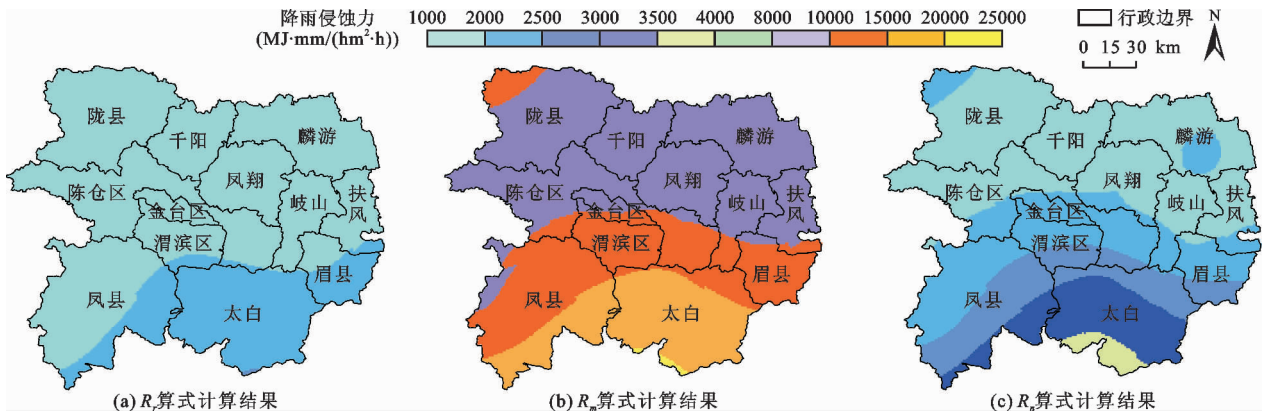 降雨侵蚀力
(MJ·mm/(hm²·h))
1000 2000 2500 3000 3500 4000 8000 10000 15000 20000 25000
行政边界
0 15 30 km
N
陇县
千阳
麟游
陈仓区
凤翔
岐山
扶风
金台区
渭滨区
眉县
凤县
太白
(a) Rᵣ算式计算结果
陇县
千阳
麟游
陈仓区
凤翔
岐山
扶风
金台区
渭滨区
眉县
凤县
太白
(b) Rₘ算式计算结果
陇县
千阳
麟游
陈仓区
凤翔
岐山
扶风
金台区
渭滨区
眉县
凤县
太白
(c) Rₙ算式计算结果